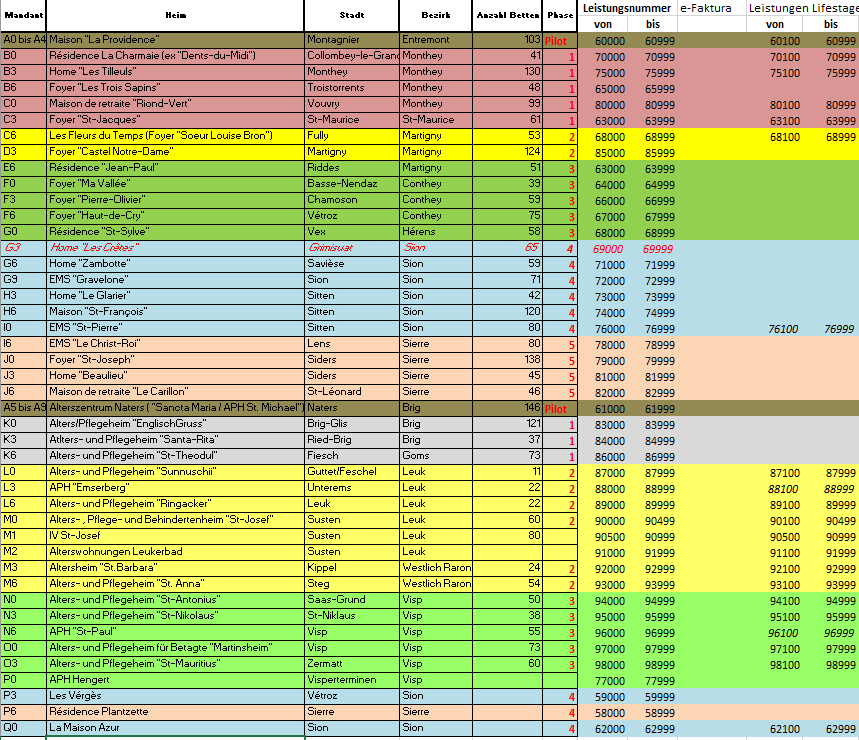 Mandant Heim Stadt Bezirk Anzahl Betten Phase Leistungsnummer e-Faktura Leistungen Lifestage
von bis von bis
A0 bis A4 Maison "La Providence" Montagnier Entremont 103 Pilot 60000 60999 60100 60999
B0 Résidence La Charmaie (ex "Dents-du-Midi") Collombey-le-Grand Monthey 41 1 70000 70999 70100 70999
B3 Home "Les Tilleuls" Monthey Monthey 130 1 75000 75999 75100 75999
B6 Foyer "Les Trois Sapins" Troistorrents Monthey 48 1 65000 65999
C0 Maison de retraite "Riond-Vert" Vouvry Monthey 99 1 80000 80999 80100 80999
C3 Foyer "St-Jacques" St-Maurice St-Maurice 61 1 63000 63999 63100 63999
C6 Les Fleurs du Temps (Foyer "Soeur Louise Bron") Fully Martigny 53 2 68000 68999 68100 68999
D3 Foyer "Castel Notre-Dame" Martigny Martigny 124 2 85000 85999
E6 Résidence "Jean-Paul" Riddes Martigny 51 3 63000 63999
F0 Foyer "Ma Vallée" Basse-Nendaz Conthey 39 3 64000 64999
F3 Foyer "Pierre-Olivier" Chamoson Conthey 59 3 66000 66999
F6 Foyer "Haut-de-Cry" Vétroz Conthey 75 3 67000 67999
G0 Résidence "St-Sylve" Vex Hérens 58 3 68000 68999
G3 Home "Les Crêtes" Grimisuat Sion 65 4 69000 69999
G6 Home "Zambotte" Savièse Sion 59 4 71000 71999
G9 EMS "Gravelone" Sion Sion 71 4 72000 72999
H3 Home "Le Glarier" Sitten Sion 42 4 73000 73999
H6 Maison "St-François" Sitten Sion 120 4 74000 74999
I0 EMS "St-Pierre" Sitten Sion 80 4 76000 76999 76100 76999
I6 EMS "Le Christ-Roi" Lens Sierre 80 5 78000 78999
J0 Foyer "St-Joseph" Siders Sierre 138 5 79000 79999
J3 Home "Beaulieu" Siders Sierre 45 5 81000 81999
J6 Maison de retraite "Le Carillon" St-Léonard Sierre 46 5 82000 82999
A5 bis A9 Alterszentrum Naters ( "Sancta Maria / APH St. Michael") Naters Brig 146 Pilot 61000 61999
K0 Alters/Pflegeheim "EnglischGruss" Brig-Glis Brig 121 1 83000 83999
K3 Atlters- und Pflegeheim "Santa-Rita" Ried-Brig Brig 37 1 84000 84999
K6 Alters- und Pflegeheim "St-Theodul" Fiesch Goms 73 1 86000 86999
L0 Alters- und Pflegeheim "Sunnuschii" Guttet/Feschel Leuk 11 2 87000 87999 87100 87999
L3 APH "Emserberg" Unterems Leuk 22 2 88000 88999 88100 88999
L6 Alters- und Pflegeheim "Ringacker" Leuk Leuk 22 2 89000 89999 89100 89999
M0 Alters- , Pflege- und Behindertenheim "St-Josef" Susten Leuk 60 2 90000 90499 90100 90499
M1 IV St-Josef Susten Leuk 80 90500 90999 90500 90999
M2 Alterswohnungen Leukerbad Susten Leuk 91000 91999 91100 91999
M3 Altersheim "St.Barbara" Kippel Westlich Raron 24 2 92000 92999 92100 92999
M6 Alters- und Pflegeheim "St. Anna" Steg Westlich Raron 54 2 93000 93999 93100 93999
N0 Alters- und Pflegeheim "St-Antonius" Saas-Grund Visp 50 3 94000 94999 94100 94999
N3 Alters- und Pflegeheim "St-Nikolaus" St-Niklaus Visp 38 3 95000 95999 95100 95999
N6 APH "St-Paul" Visp Visp 55 3 96000 96999 96100 96999
O0 Alters- und Pflegeheim für Betagte "Martinsheim" Visp Visp 73 3 97000 97999 97100 97999
O3 Alters- und Pflegeheim "St-Mauritius" Zermatt Visp 60 3 98000 98999 98100 98999
P0 APH Hengert Visperterminen Visp 77000 77999
P3 Les Vérgès Vétroz Sion 4 59000 59999
P6 Résidence Plantzette Sierre Sierre 4 58000 58999
Q0 La Maison Azur Sion Sion 4 62000 62999 62100 62999